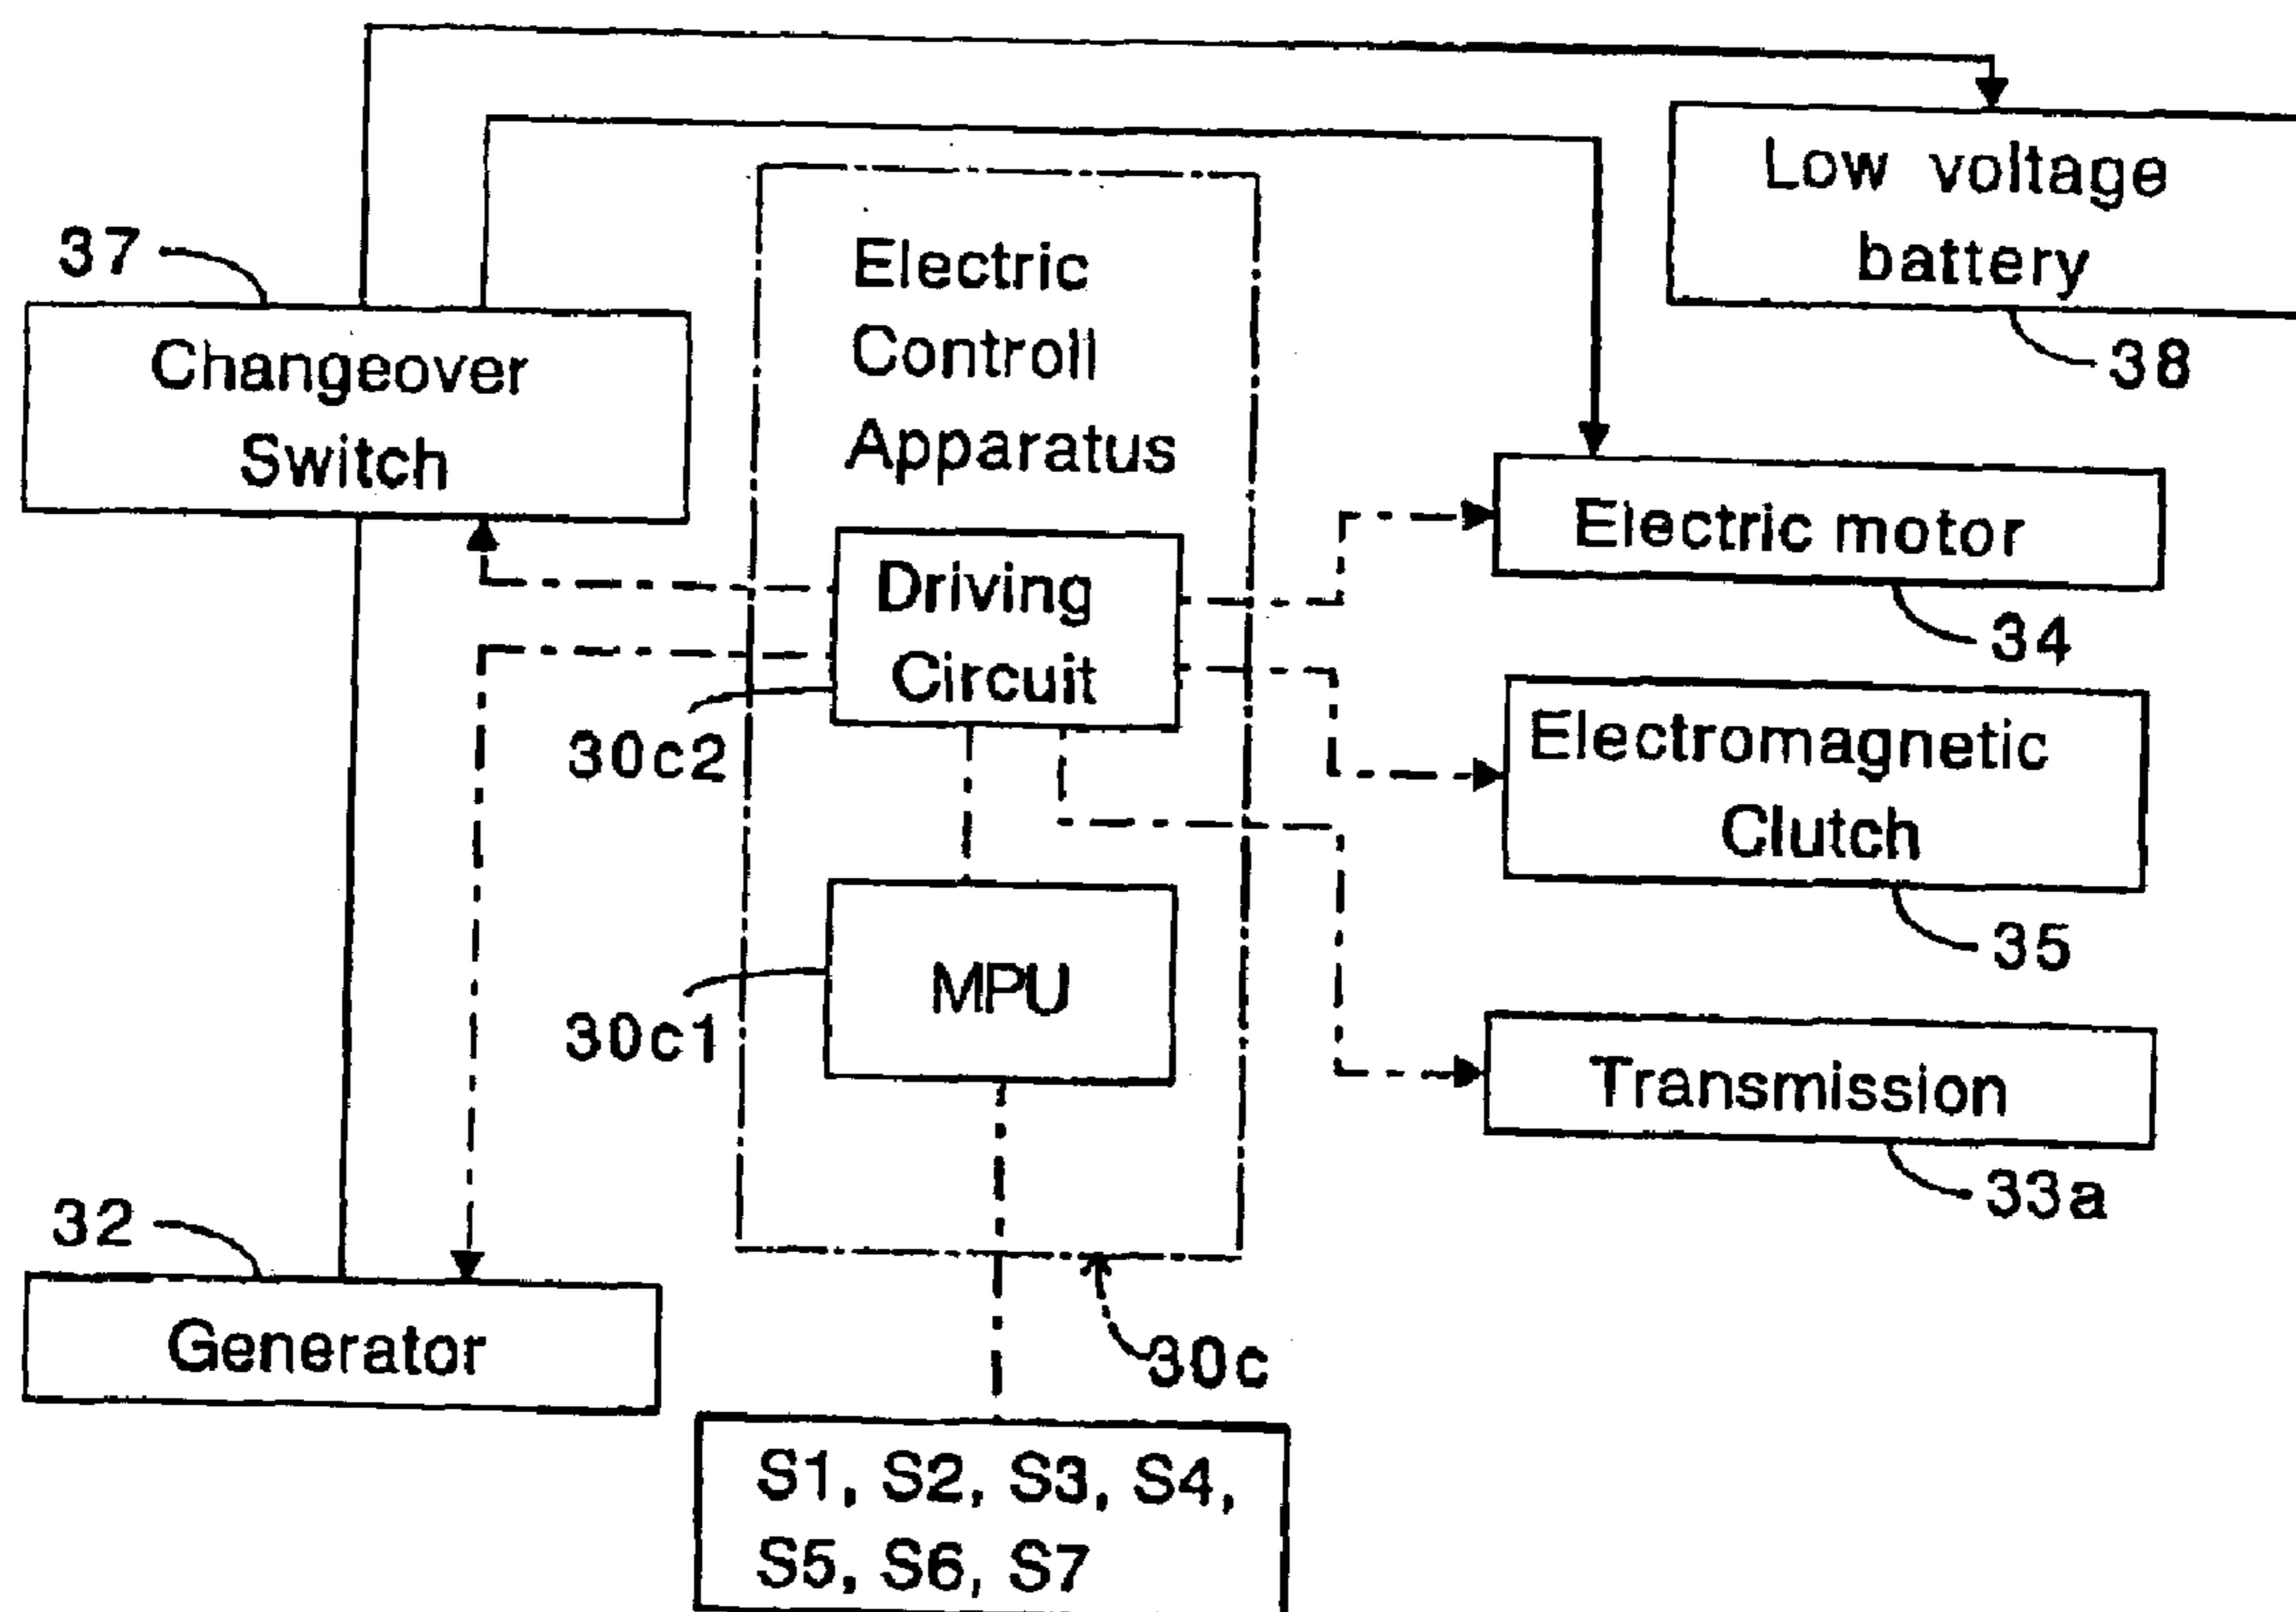 Low voltage
battery
38
37
Changeover
Switch
Electric
Controll
Apparatus
Electric motor
34
Driving
Circuit
30c2
Electromagnetic
Clutch
35
MPU
30c1
Transmission
33a
32
Generator
30c
S1, S2, S3, S4,
S5, S6, S7